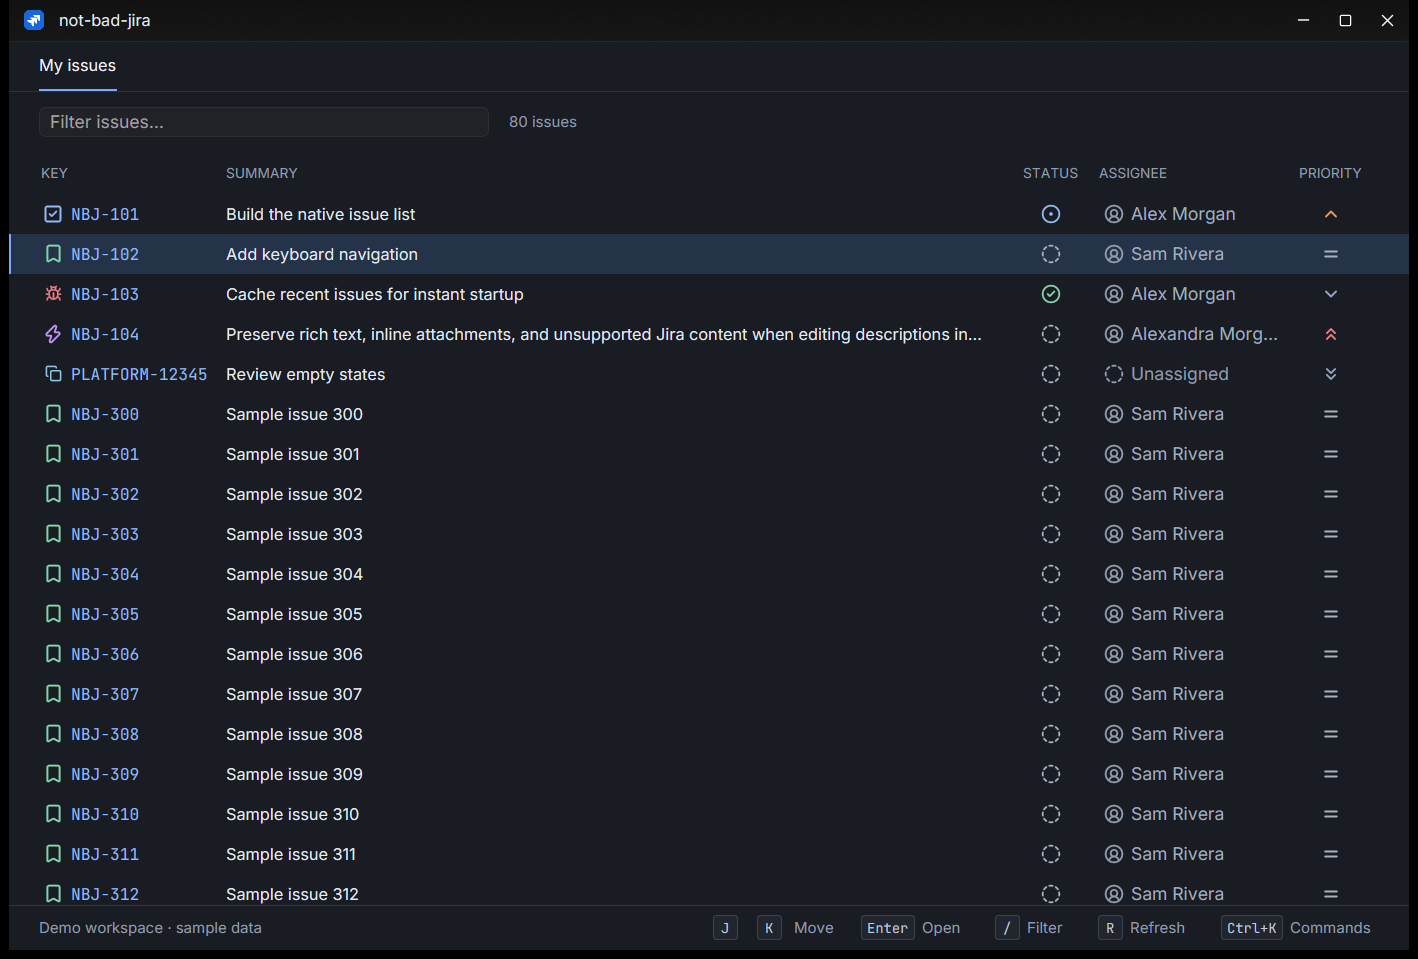 not-bad-jira
My issues
Filter issues...
80 issues
KEY SUMMARY STATUS ASSIGNEE PRIORITY
NBJ-101 Build the native issue list Alex Morgan
NBJ-102 Add keyboard navigation Sam Rivera
NBJ-103 Cache recent issues for instant startup Alex Morgan
NBJ-104 Preserve rich text, inline attachments, and unsupported Jira content when editing descriptions in... Alexandra Morg...
PLATFORM-12345 Review empty states Unassigned
NBJ-300 Sample issue 300 Sam Rivera
NBJ-301 Sample issue 301 Sam Rivera
NBJ-302 Sample issue 302 Sam Rivera
NBJ-303 Sample issue 303 Sam Rivera
NBJ-304 Sample issue 304 Sam Rivera
NBJ-305 Sample issue 305 Sam Rivera
NBJ-306 Sample issue 306 Sam Rivera
NBJ-307 Sample issue 307 Sam Rivera
NBJ-308 Sample issue 308 Sam Rivera
NBJ-309 Sample issue 309 Sam Rivera
NBJ-310 Sample issue 310 Sam Rivera
NBJ-311 Sample issue 311 Sam Rivera
NBJ-312 Sample issue 312 Sam Rivera
Demo workspace · sample data J K Move Enter Open / Filter R Refresh Ctrl+K Commands